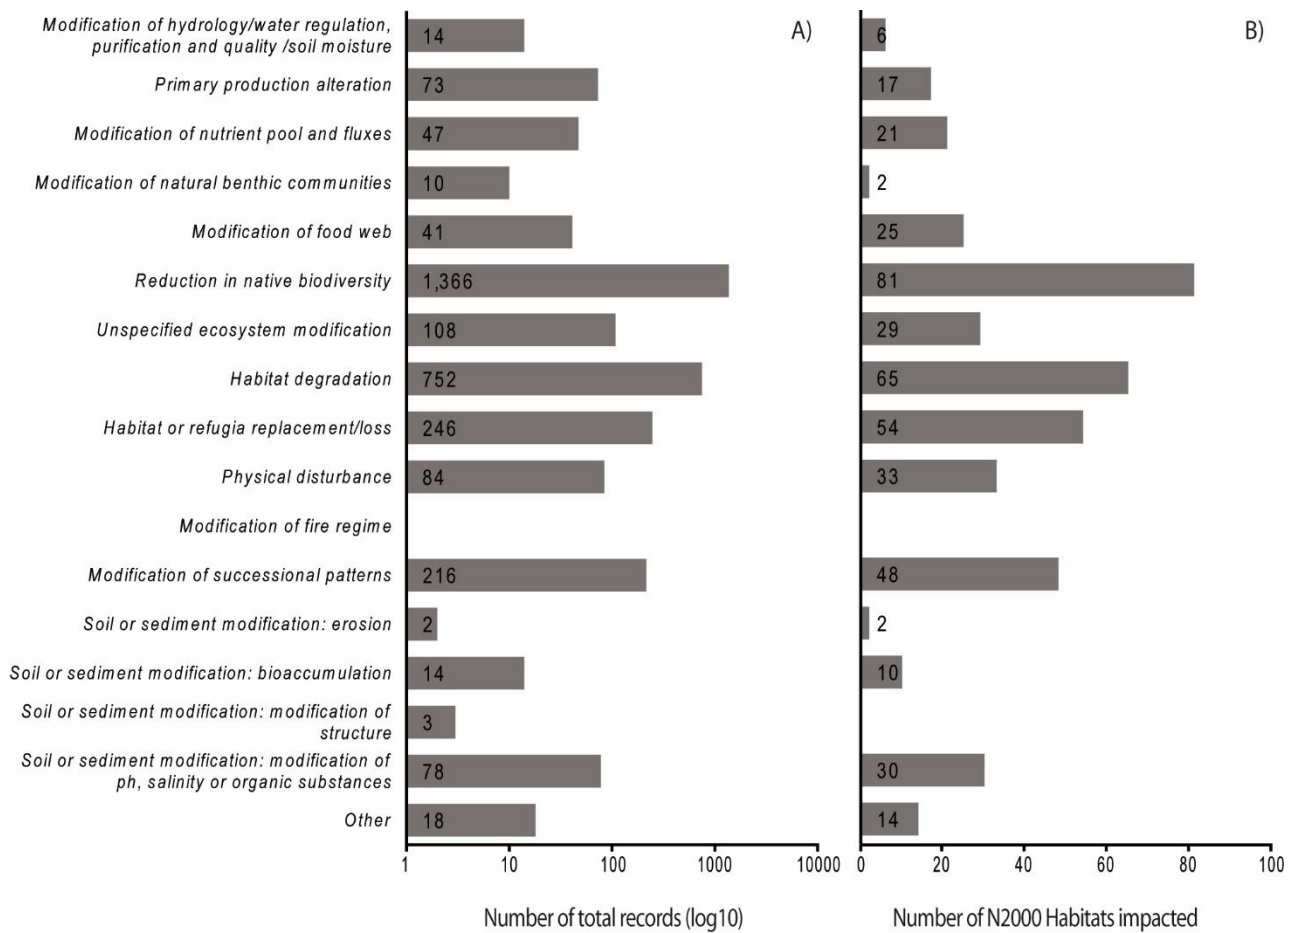 Modification of hydrology/water regulation,
purification and quality /soil moisture
14
A)
6
B)
Primary production alteration
73
17
Modification of nutrient pool and fluxes
47
21
Modification of natural benthic communities
10
2
Modification of food web
41
25
Reduction in native biodiversity
1,366
81
Unspecified ecosystem modification
108
29
Habitat degradation
752
65
Habitat or refugia replacement/loss
246
54
Physical disturbance
84
33
Modification of fire regime
Modification of successional patterns
216
48
Soil or sediment modification: erosion
2
2
Soil or sediment modification: bioaccumulation
14
10
Soil or sediment modification: modification of
structure
3
Soil or sediment modification: modification of
ph, salinity or organic substances
78
30
Other
18
14
1 10 100 1000 10000
0 20 40 60 80 100
Number of total records (log10)
Number of N2000 Habitats impacted